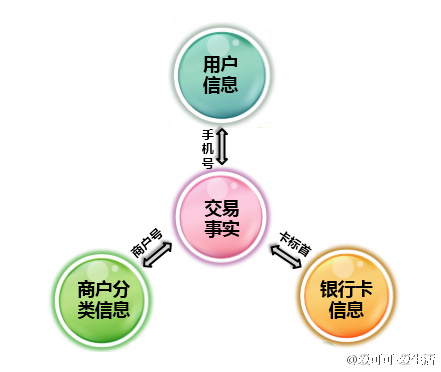 用户
信息
手
机
号
交易
事实
商户号
卡标首
商户分
类信息
银行卡
信息
@爱可可-爱生活